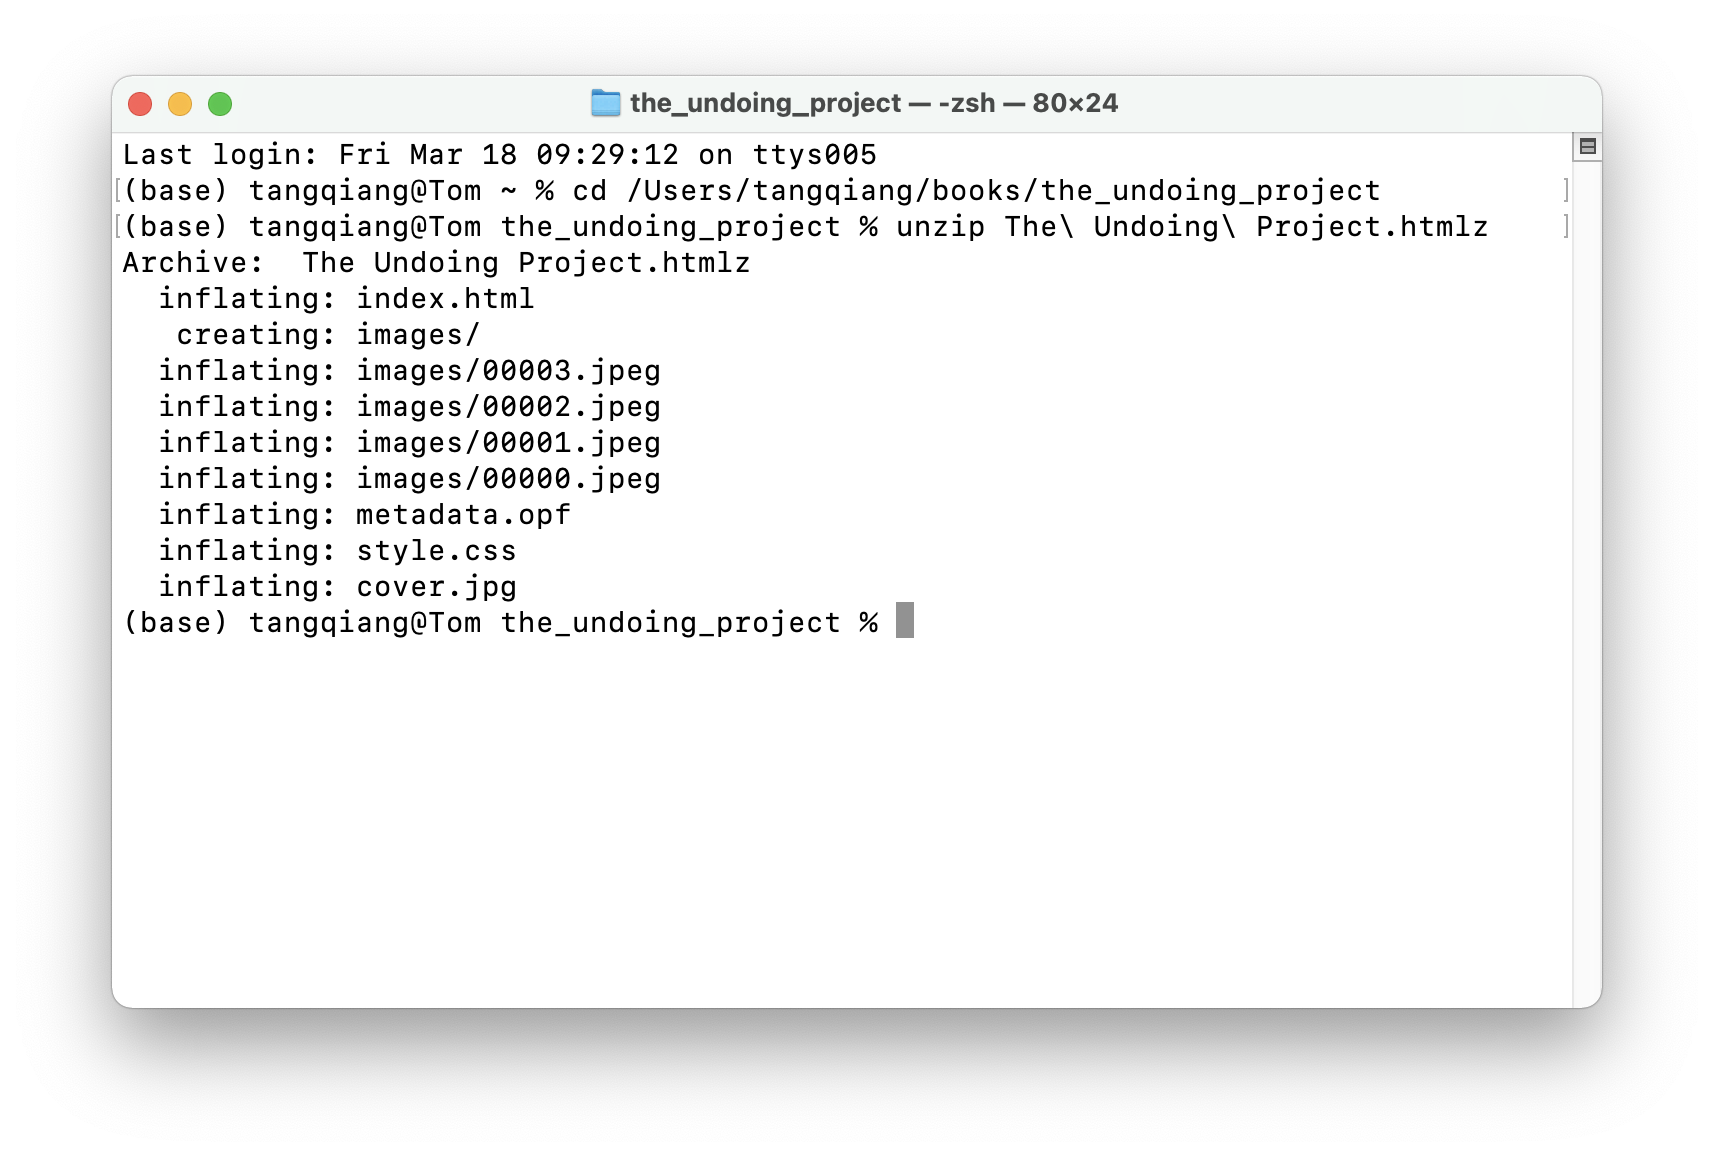 the_undoing_project — -zsh — 80×24
Last login: Fri Mar 18 09:29:12 on ttys005
[(base) tangqiang@Tom ~ % cd /Users/tangqiang/books/the_undoing_project ]
[(base) tangqiang@Tom the_undoing_project % unzip The\ Undoing\ Project.htmlz ]
Archive:  The Undoing Project.htmlz
  inflating: index.html
   creating: images/
  inflating: images/00003.jpeg
  inflating: images/00002.jpeg
  inflating: images/00001.jpeg
  inflating: images/00000.jpeg
  inflating: metadata.opf
  inflating: style.css
  inflating: cover.jpg
(base) tangqiang@Tom the_undoing_project %